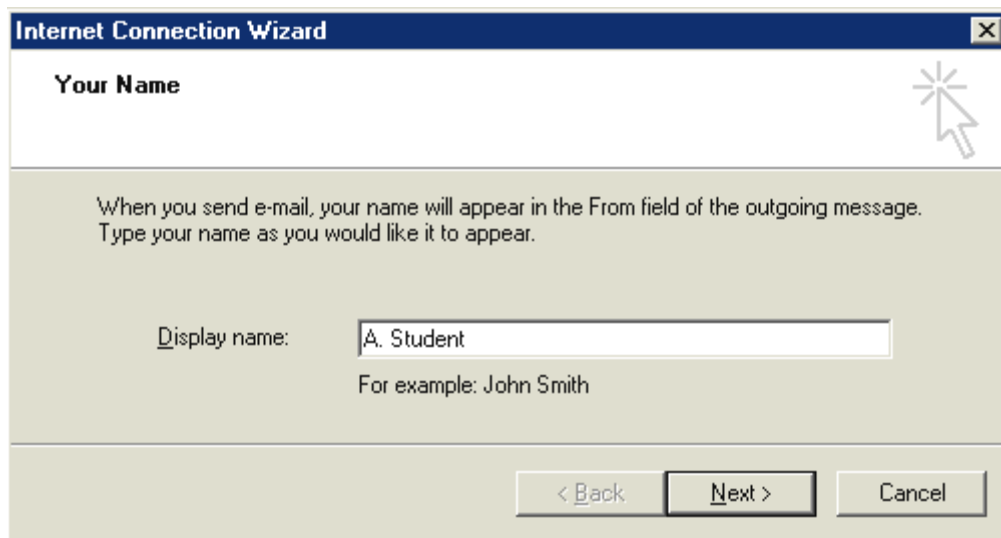 Internet Connection Wizard
Your Name
When you send e-mail, your name will appear in the From field of the outgoing message.
Type your name as you would like it to appear.
Display name:
A. Student
For example: John Smith
< Back
Next >
Cancel